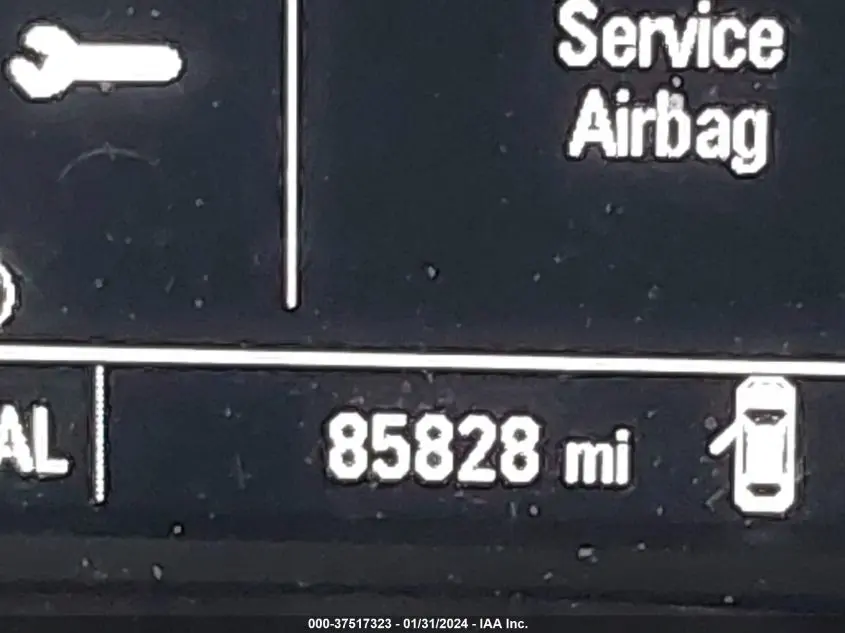 Service
Airbag
AL
85828 mi
000-37517323 - 01/31/2024 - IAA Inc.